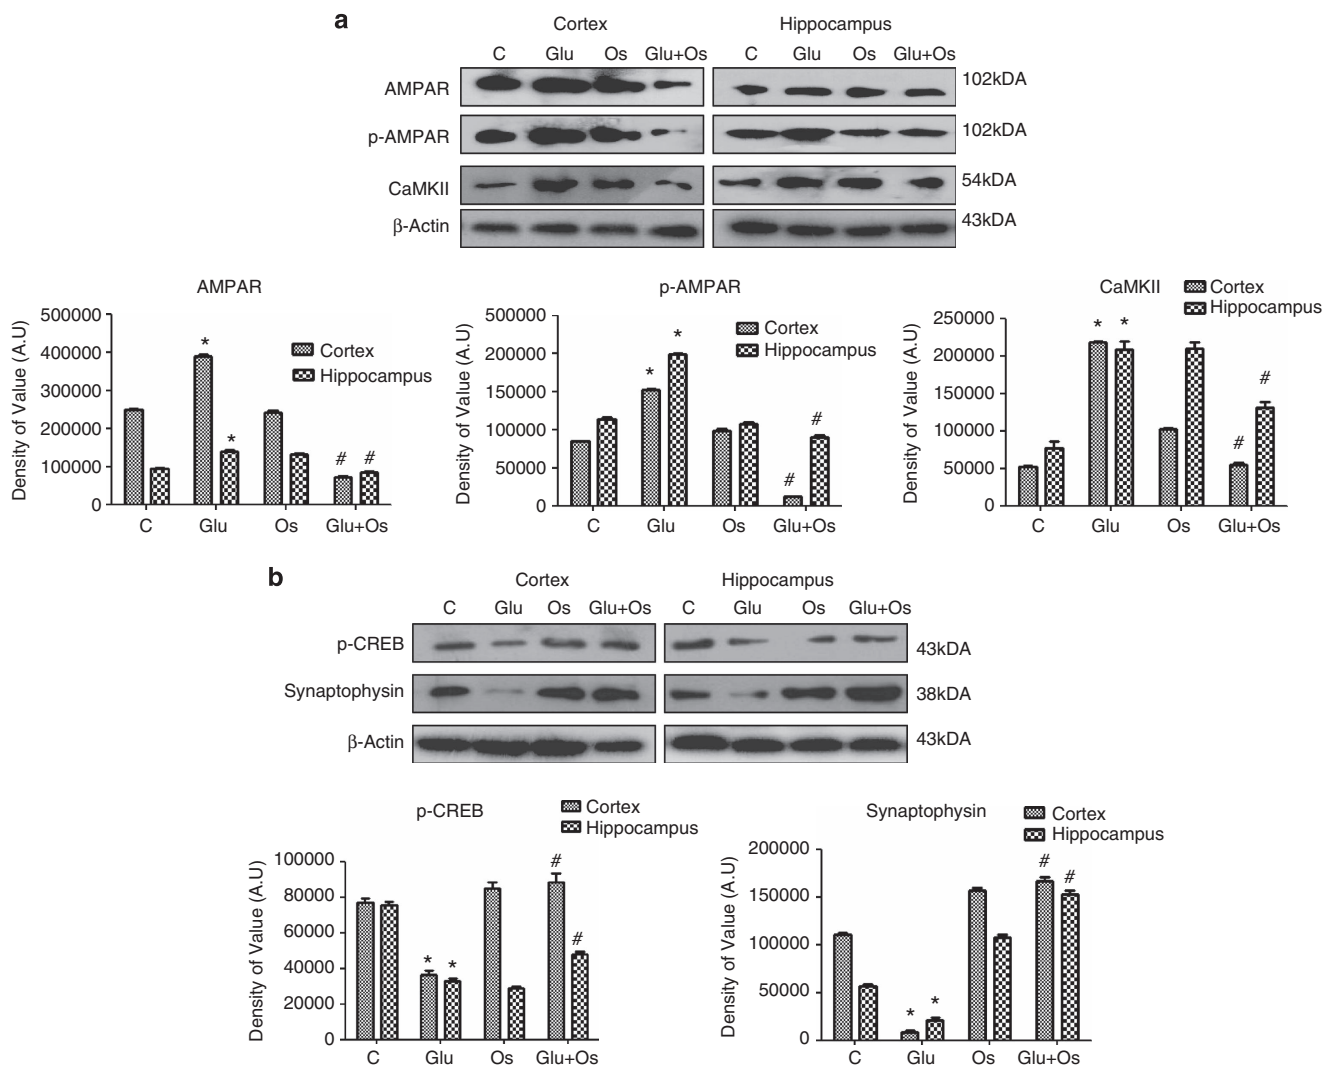 a
Cortex Hippocampus
C Glu Os Glu+Os C Glu Os Glu+Os
AMPAR 102kDA
p-AMPAR 102kDA
CaMKII 54kDA
β-Actin 43kDA
AMPAR
Density of Value (A.U)
500000
400000
300000
200000
100000
0
* * # #
Cortex
Hippocampus
C Glu Os Glu+Os
p-AMPAR
Density of Value (A.U)
500000
200000
150000
100000
50000
0
* * # #
Cortex
Hippocampus
C Glu Os Glu+Os
CaMKII
Density of Value (A.U)
250000
200000
150000
100000
50000
0
* * # #
Cortex
Hippocampus
C Glu Os Glu+Os
b
Cortex Hippocampus
C Glu Os Glu+Os C Glu Os Glu+Os
p-CREB 43kDA
Synaptophysin 38kDA
β-Actin 43kDA
p-CREB
Density of Value (A.U)
100000
80000
60000
40000
20000
0
* * # #
Cortex
Hippocampus
C Glu Os Glu+Os
Synaptophysin
Density of Value (A.U)
200000
150000
100000
50000
0
* * # #
Cortex
Hippocampus
C Glu Os Glu+Os